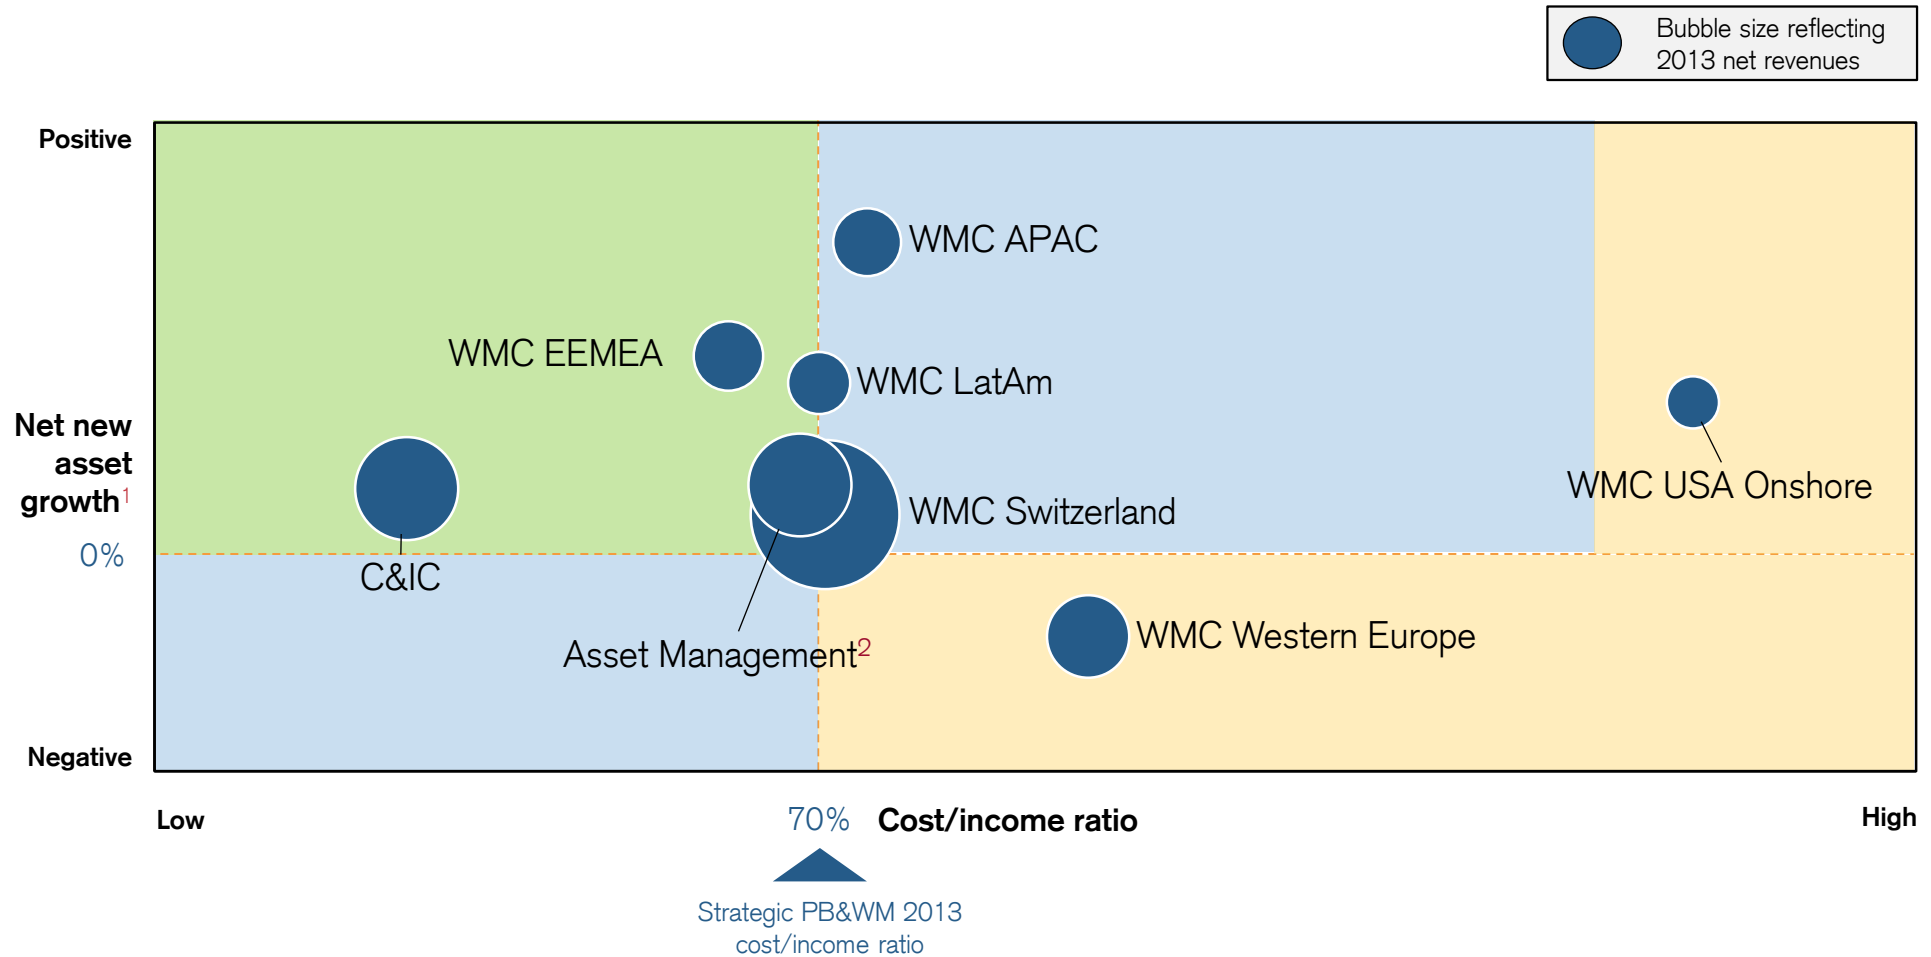 Bubble size reflecting
2013 net revenues
Positive
WMC APAC
WMC EEMEA
WMC LatAm
Net new
asset
growth1
WMC USA Onshore
WMC Switzerland
0%
C&IC
WMC Western Europe
Asset Management2
Negative
Low
70%
Cost/income ratio
High
Strategic PB&WM 2013
cost/income ratio